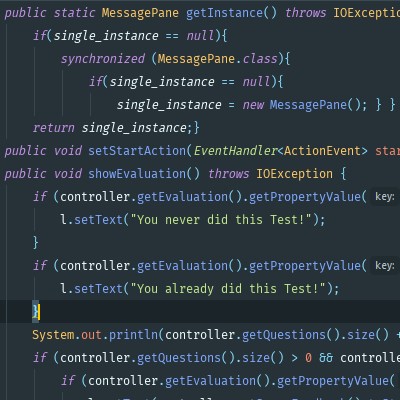 public static MessagePane getInstance() throws IOExceptio
if(single_instance == null){
synchronized (MessagePane.class){
if(single_instance == null){
single_instance = new MessagePane(); } }
return single_instance;}
public void setStartAction(EventHandler<ActionEvent> star
public void showEvaluation() throws IOException {
if (controller.getEvaluation().getPropertyValue( key:
l.setText("You never did this Test!");
}
if (controller.getEvaluation().getPropertyValue( key:
l.setText("You already did this Test!");
}
System.out.println(controller.getQuestions().size() +
if (controller.getQuestions().size() > 0 && controlle
if (controller.getEvaluation().getPropertyValue(